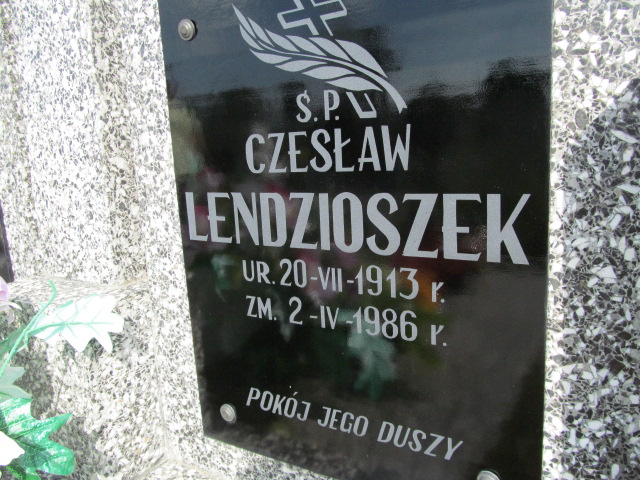 Ś.P.
CZESŁAW
LENDZIOSZEK
UR. 20-VII-1913 r.
ZM. 2-IV-1986 r.
POKÓJ JEGO DUSZY